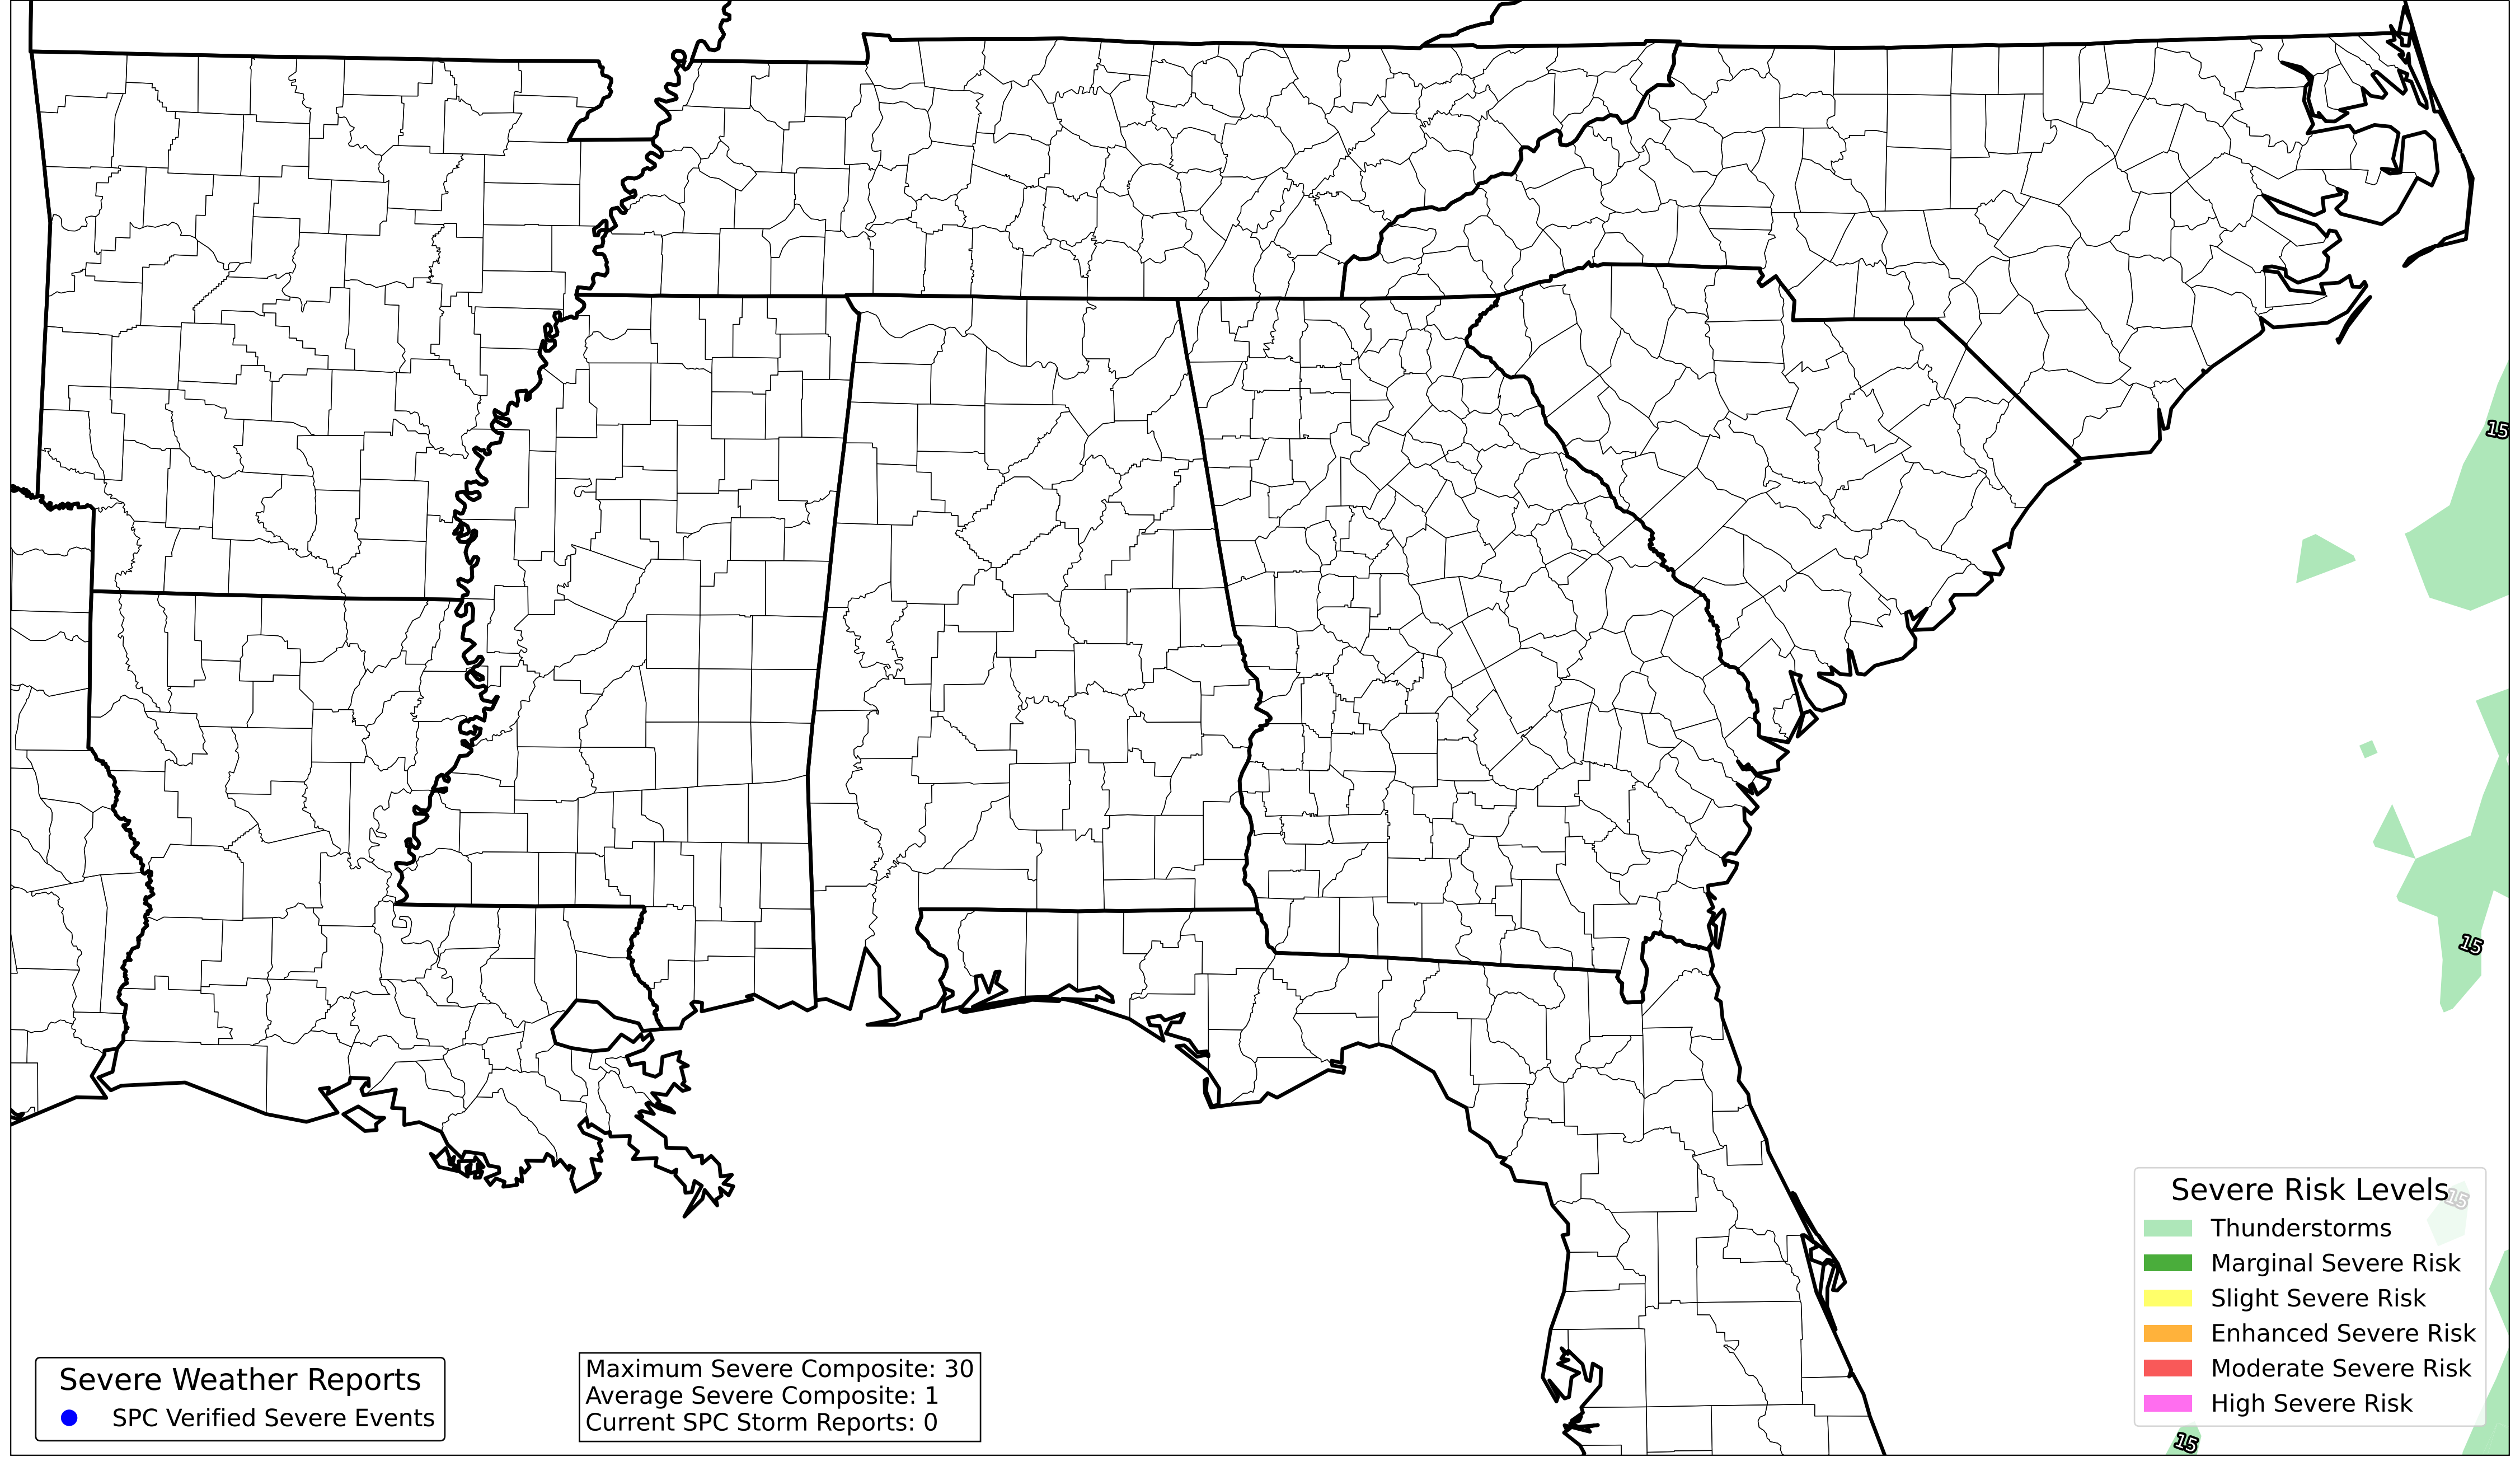 15
15
Severe Risk Levels
15
Thunderstorms
Marginal Severe Risk
Slight Severe Risk
Enhanced Severe Risk
Moderate Severe Risk
High Severe Risk
Severe Weather Reports
SPC Verified Severe Events
Maximum Severe Composite: 30
Average Severe Composite: 1
Current SPC Storm Reports: 0
15